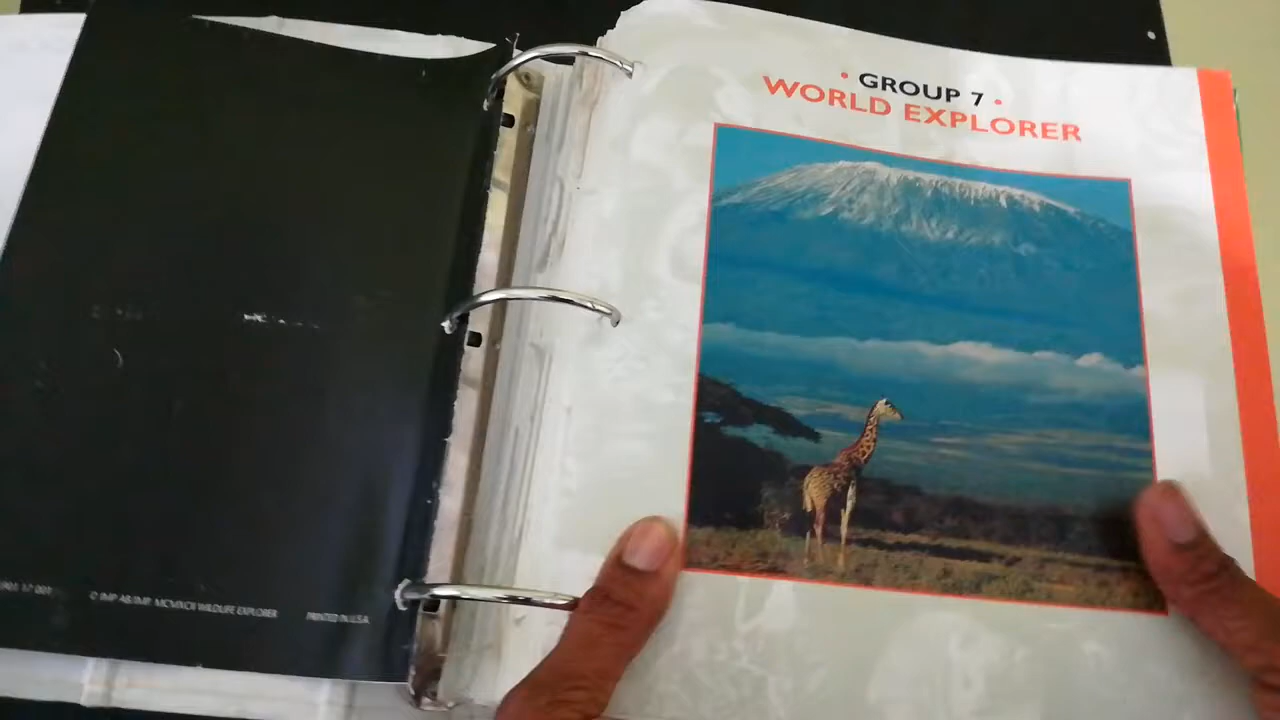 • GROUP 7 •
WORLD EXPLORER
© IMP AB/IMP, MCMXCII WILDLIFE EXPLORER PRINTED IN U.S.A.